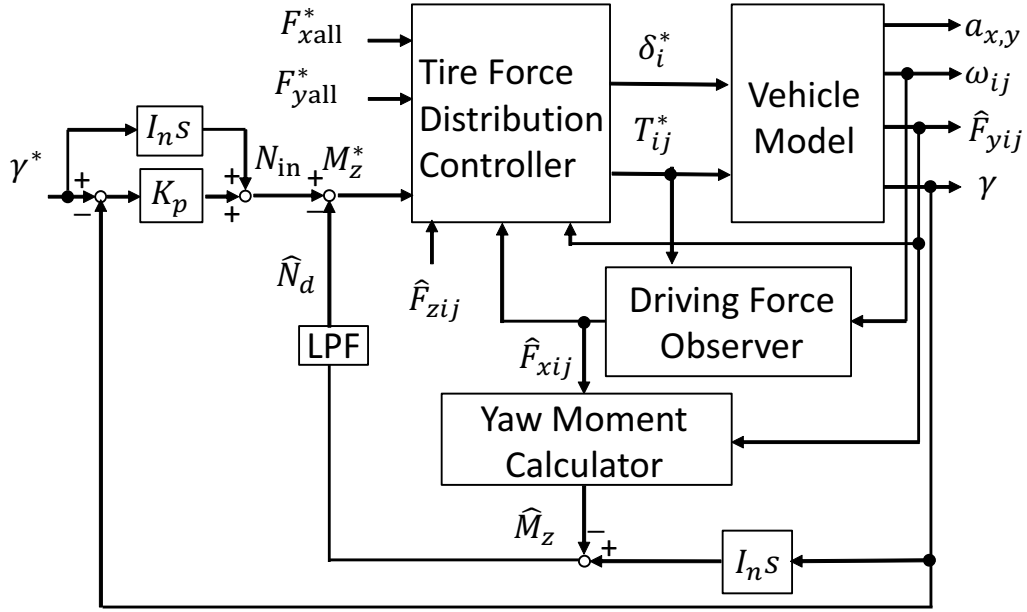 F*xall
F*yall
Tire Force
Distribution
Controller
δ*i
T*ij
Vehicle
Model
ax,y
ωij
F̂yij
γ
γ*
Ins
Kp
+
−
+
+
Nin
+
−
M*z
N̂d
LPF
F̂zij
Driving Force
Observer
F̂xij
Yaw Moment
Calculator
M̂z
−
+
Ins